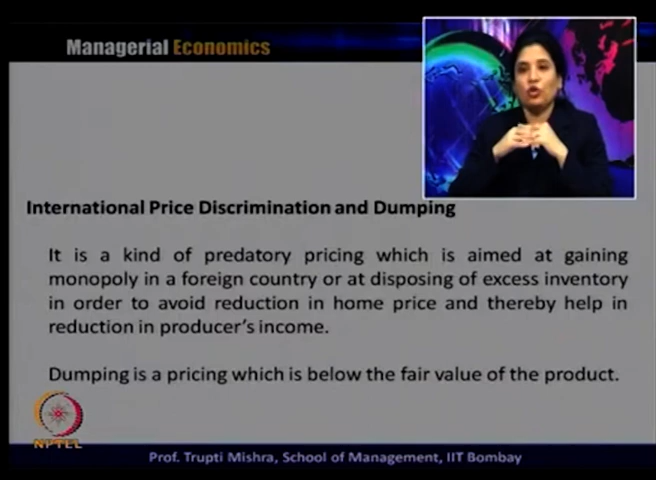 Managerial Economics
International Price Discrimination and Dumping
It is a kind of predatory pricing which is aimed at gaining
monopoly in a foreign country or at disposing of excess inventory
in order to avoid reduction in home price and thereby help in
reduction in producer's income.
Dumping is a pricing which is below the fair value of the product.
NPTEL
Prof. Trupti Mishra, School of Management, IIT Bombay